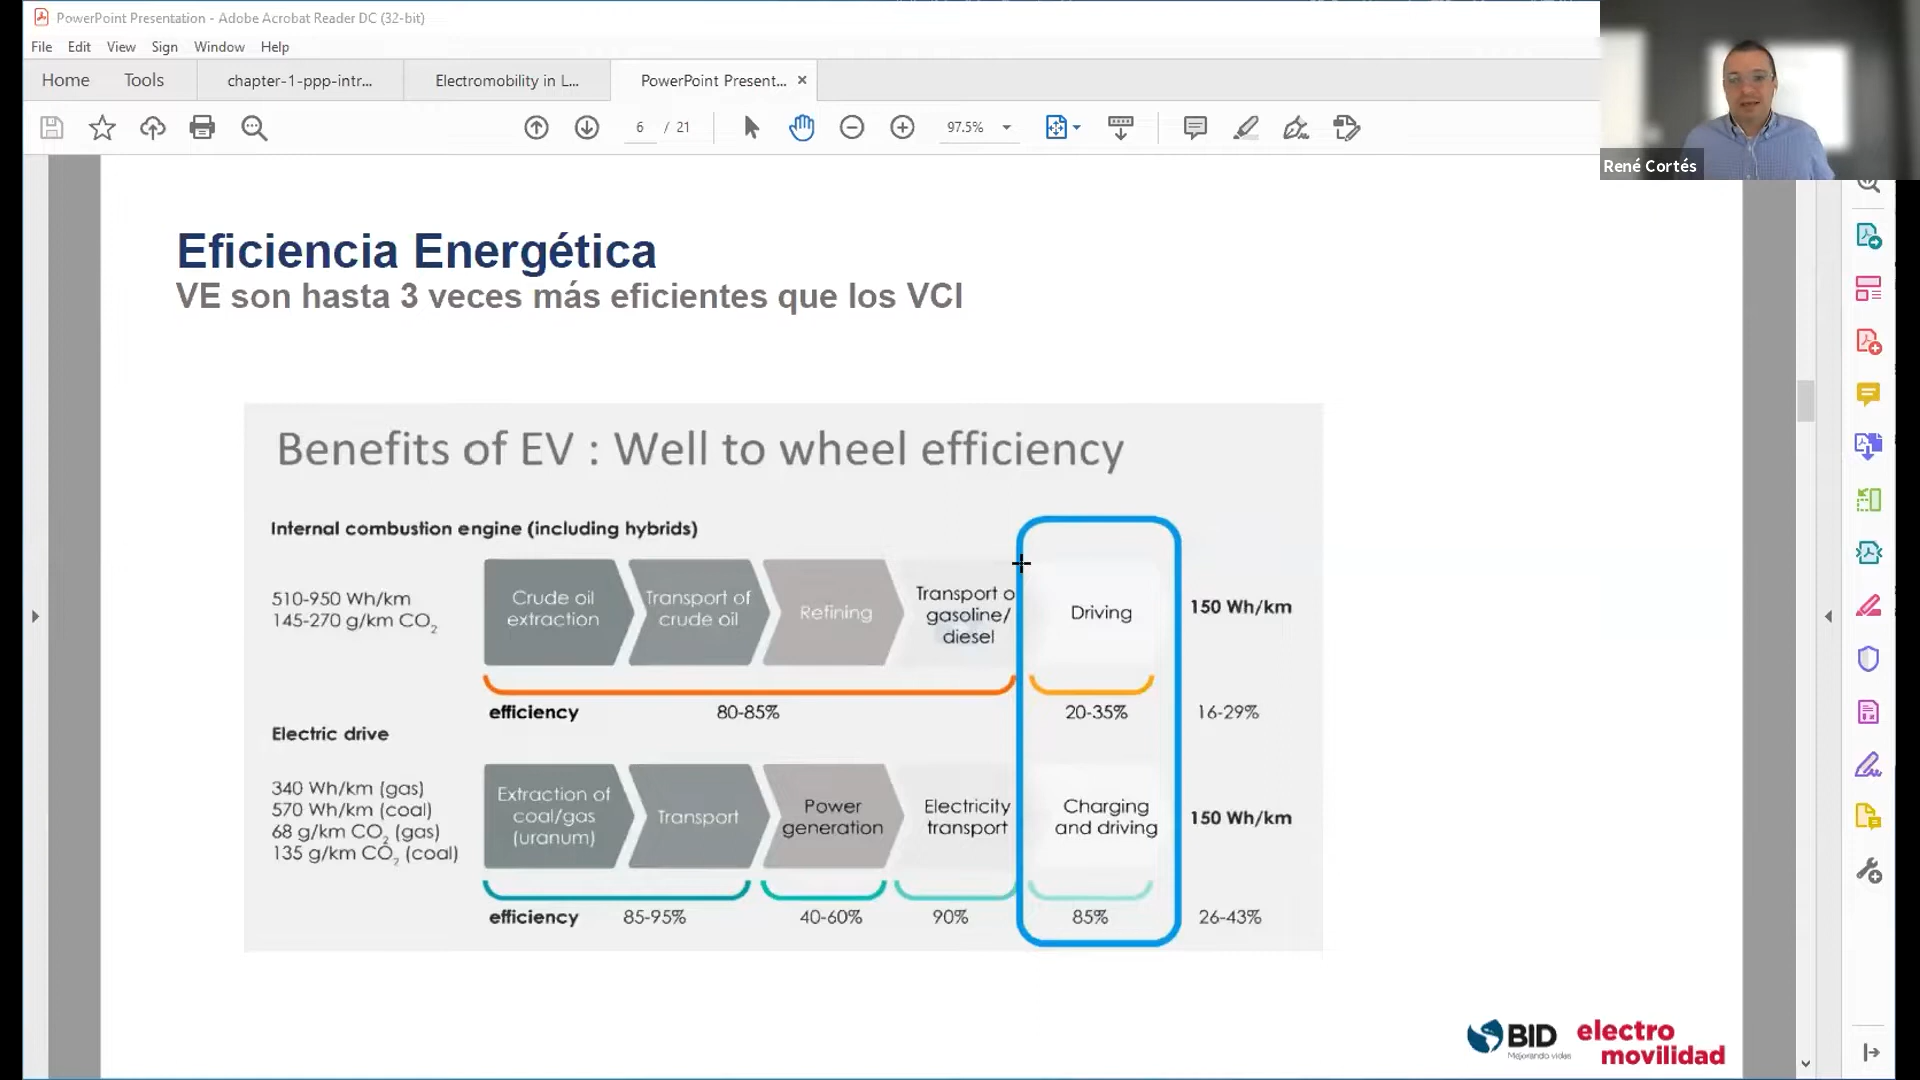 PowerPoint Presentation - Adobe Acrobat Reader DC (32-bit)
File Edit View Sign Window Help
Home Tools chapter-1-ppp-intr... Electromobility in L... PowerPoint Present... ×
6 / 21 97.5%
René Cortés
Eficiencia Energética
VE son hasta 3 veces más eficientes que los VCI
Benefits of EV : Well to wheel efficiency
Internal combustion engine (including hybrids)
510-950 Wh/km
145-270 g/km CO2
Crude oil
extraction
Transport of
crude oil
Refining
Transport o
gasoline/
diesel
Driving
150 Wh/km
efficiency 80-85% 20-35% 16-29%
Electric drive
340 Wh/km (gas)
570 Wh/km (coal)
68 g/km CO2 (gas)
135 g/km CO2 (coal)
Extraction of
coal/gas
(uranum)
Transport
Power
generation
Electricity
transport
Charging
and driving
150 Wh/km
efficiency 85-95% 40-60% 90% 85% 26-43%
BID
Mejorando vidas
electro
movilidad